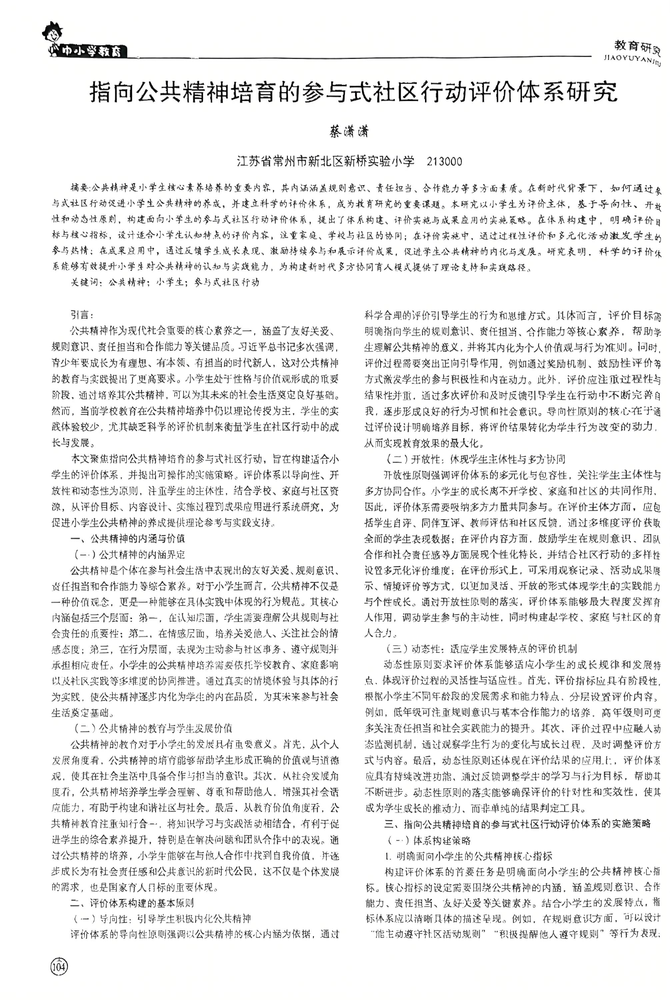 中小学教育
教育研究
JIAOYUYANJIU
指向公共精神培育的参与式社区行动评价体系研究
蔡潇潇
江苏省常州市新北区新桥实验小学 213000
摘要:公共精神是小学生核心素养培养的重要内容，其内涵涵盖规则意识、责任担当、合作能力等多方面素质。在新时代背景下，如何通过参
与式社区行动促进小学生公共精神的养成，并建立科学的评价体系，成为教育研究的重要课题。本研究以小学生为评价主体，基于导向性、开放
性和动态性原则，构建面向小学生的参与式社区行动评价体系，提出了体系构建、评价实施与成果应用的实施策略。在体系构建中，明确评价目
标与核心指标，设计适合小学生认知特点的评价内容，注重家庭、学校与社区的协同；在评价实施中，通过过程性评价和多元化活动激发学生的
参与热情；在成果应用中，通过反馈学生成长表现、激励持续参与和展示评价成果，促进学生公共精神的内化与发展。研究表明，科学的评价体
系能够有效提升小学生对公共精神的认知与实践能力，为构建新时代多方协同育人模式提供了理论支持和实践路径。
关键词：公共精神；小学生；参与式社区行动
引言：
公共精神作为现代社会重要的核心素养之一，涵盖了友好关爱、
规则意识、责任担当和合作能力等关键品质。习近平总书记多次强调，
青少年要成长为有理想、有本领、有担当的时代新人，这对公共精神
的教育与实践提出了更高要求。小学生处于性格与价值观形成的重要
阶段，通过培养其公共精神，可以为其未来的社会生活奠定良好基础。
然而，当前学校教育在公共精神培养中仍以理论传授为主，学生的实
践体验较少，尤其缺乏科学的评价机制来衡量学生在社区行动中的成
长与发展。
本文聚焦指向公共精神培育的参与式社区行动，旨在构建适合小
学生的评价体系，并提出可操作的实施策略。评价体系以导向性、开
放性和动态性为原则，注重学生的主体性，结合学校、家庭与社区资
源，从评价目标、内容设计、实施过程到成果应用进行系统研究，为
促进小学生公共精神的养成提供理论参考与实践支持。
一、公共精神的内涵与价值
（一）公共精神的内涵界定
公共精神是个体在参与社会生活中表现出的友好关爱、规则意识、
责任担当和合作能力等综合素养。对于小学生而言，公共精神不仅是
一种价值观念，更是一种能够在具体实践中体现的行为规范。其核心
内涵包括三个层面：第一，在认知层面，学生需要理解公共规则与社
会责任的重要性；第二，在情感层面，培养关爱他人、关注社会的情
感态度；第三，在行为层面，表现为主动参与社区事务、遵守规则并
承担相应责任。小学生的公共精神培养需要依托学校教育、家庭影响
以及社区实践等多维度的协同推进。通过真实的情境体验与具体的行
为实践，使公共精神逐步内化为学生的内在品质，为其未来参与社会
生活奠定基础。
（二）公共精神的教育与学生发展价值
公共精神的教育对于小学生的发展具有重要意义。首先，从个人
发展角度看，公共精神的培育能够帮助学生形成正确的价值观与道德
观，使其在社会生活中具备合作与担当的意识。其次，从社会发展角
度看，公共精神培养学生学会理解、尊重和帮助他人，增强其社会适
应能力，有助于构建和谐社区与社会。最后，从教育价值角度看，公
共精神教育注重知行合一，将知识学习与实践活动相结合，有利于促
进学生的综合素养提升，特别是在解决问题和团队合作中的表现。通
过公共精神的培养，小学生能够在与他人合作中找到自我价值，并逐
步成长为有社会责任感和公共意识的新时代公民，这不仅是个体发展
的需求，也是国家育人目标的重要体现。
二、评价体系构建的基本原则
（一）导向性：引导学生积极内化公共精神
评价体系的导向性原则强调以公共精神的核心内涵为依据，通过
科学合理的评价引导学生的行为和思维方式。具体而言，评价目标需
明确指向学生的规则意识、责任担当、合作能力等核心素养，帮助学
生理解公共精神的意义，并将其内化为个人价值观与行为准则。同时，
评价过程需要突出正向引导作用，例如通过奖励机制、鼓励性评价等
方式激发学生的参与积极性和内在动力。此外，评价应注重过程性与
结果性并重，通过多次评价和及时反馈引导学生在行动中不断完善自
我，逐步形成良好的行为习惯和社会意识。导向性原则的核心在于通
过评价设计明确培养目标，将评价结果转化为学生行为改变的动力，
从而实现教育效果的最大化。
（二）开放性：体现学生主体性与多方协同
开放性原则强调评价体系的多元化与包容性，关注学生主体性与
多方协同合作。小学生的成长离不开学校、家庭和社区的共同作用，
因此，评价体系需要吸纳多方力量共同参与。在评价主体方面，应包
括学生自评、同伴互评、教师评估和社区反馈，通过多维度评价获取
全面的学生表现数据；在评价内容方面，鼓励学生在规则意识、团队
合作和社会责任感等方面展现个性化特长，并结合社区行动的多样性
设置多元化评价维度；在评价形式上，可采用观察记录、活动成果展
示、情境评价等方式，以更加灵活、开放的形式体现学生的实践能力
与个性成长。通过开放性原则的落实，评价体系能够最大程度发挥育
人作用，调动学生参与的主动性，同时构建起学校、家庭与社区的育
人合力。
（三）动态性：适应学生发展特点的评价机制
动态性原则要求评价体系能够适应小学生的成长规律和发展特
点，体现评价过程的灵活性与适应性。首先，评价指标应具有阶段性，
根据小学生不同年龄段的发展需求和能力特点，分层设置评价内容。
例如，低年级可注重规则意识与基本合作能力的培养，高年级则可更
多关注责任担当和社会实践能力的提升。其次，评价过程中应融入动
态监测机制，通过观察学生行为的变化与成长过程，及时调整评价方
式与内容。最后，动态性原则还体现在评价结果的应用上，评价体系
应具有持续改进功能，通过反馈调整学生的学习与行为目标，帮助其
不断进步。动态性原则的落实能够确保评价的针对性和实效性，使其
成为学生成长的推动力，而非单纯的结果判定工具。
三、指向公共精神培育的参与式社区行动评价体系的实施策略
（一）体系构建策略
1. 明确面向小学生的公共精神核心指标
构建评价体系的首要任务是明确面向小学生的公共精神核心指
标。核心指标的设定需要围绕公共精神的内涵，涵盖规则意识、合作
能力、责任担当、友好关爱等关键素养。结合小学生的发展特点，指
标体系应以清晰具体的描述呈现。例如，在规则意识方面，可以设计
“能主动遵守社区活动规则”“积极提醒他人遵守规则”等行为表现；
104